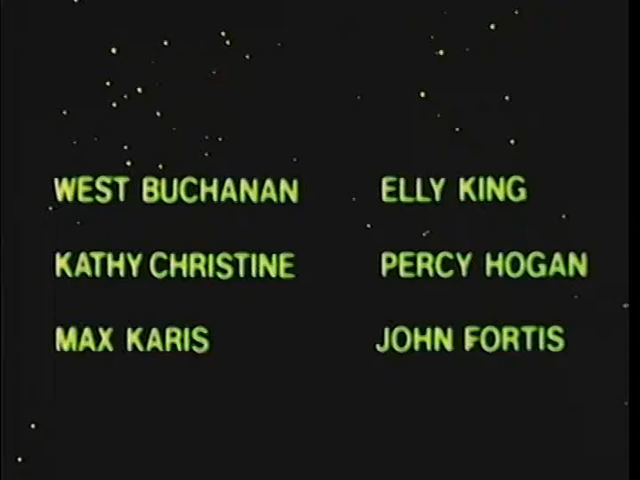 WEST BUCHANAN
ELLY KING
KATHY CHRISTINE
PERCY HOGAN
MAX KARIS
JOHN FORTIS